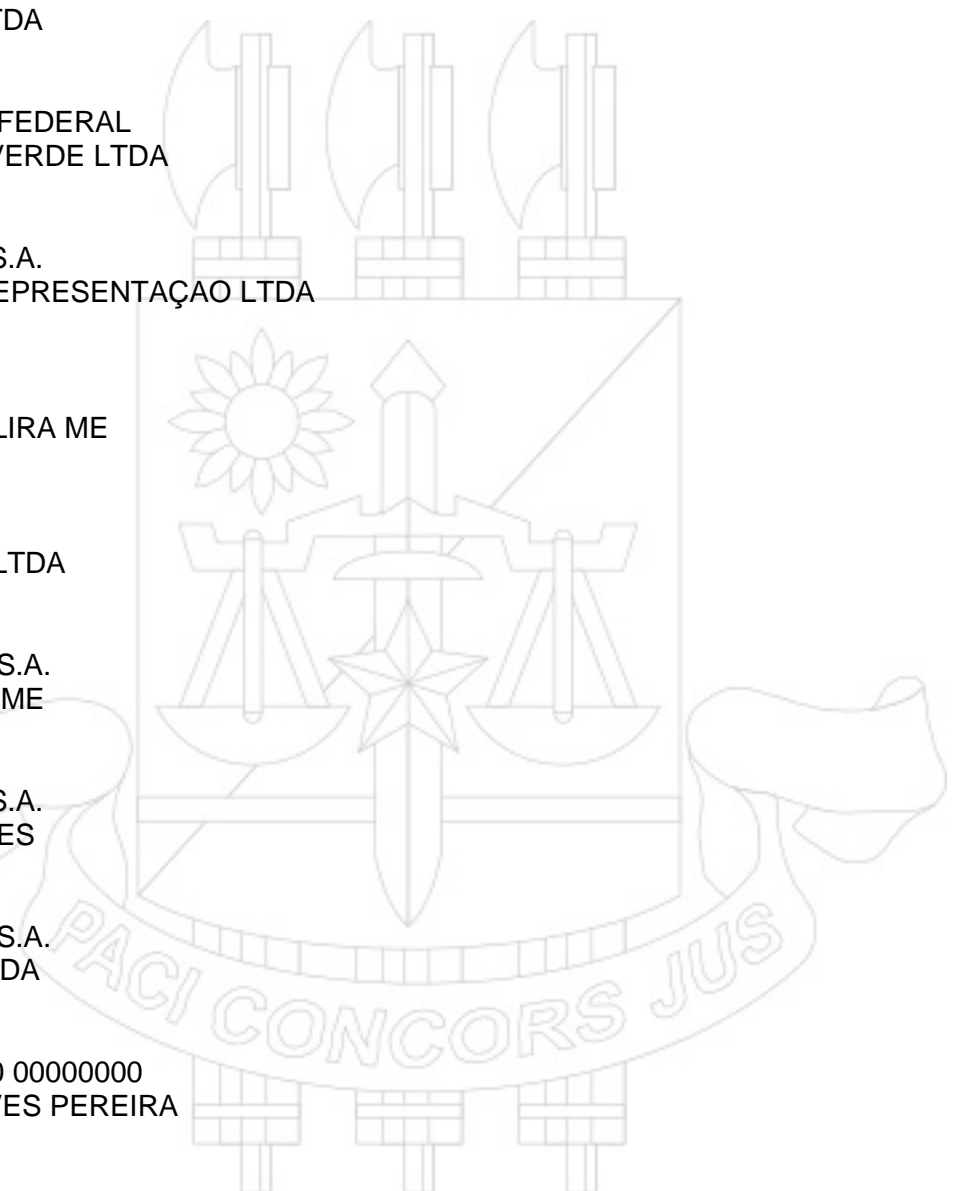 TDA
FEDERAL
VERDE LTDA
S.A.
EPRESENTAÇAO LTDA
LIRA ME
LTDA
S.A.
ME
S.A.
ES
S.A.
DA
PACI CONCORS JUS
0 00000000
VES PEREIRA